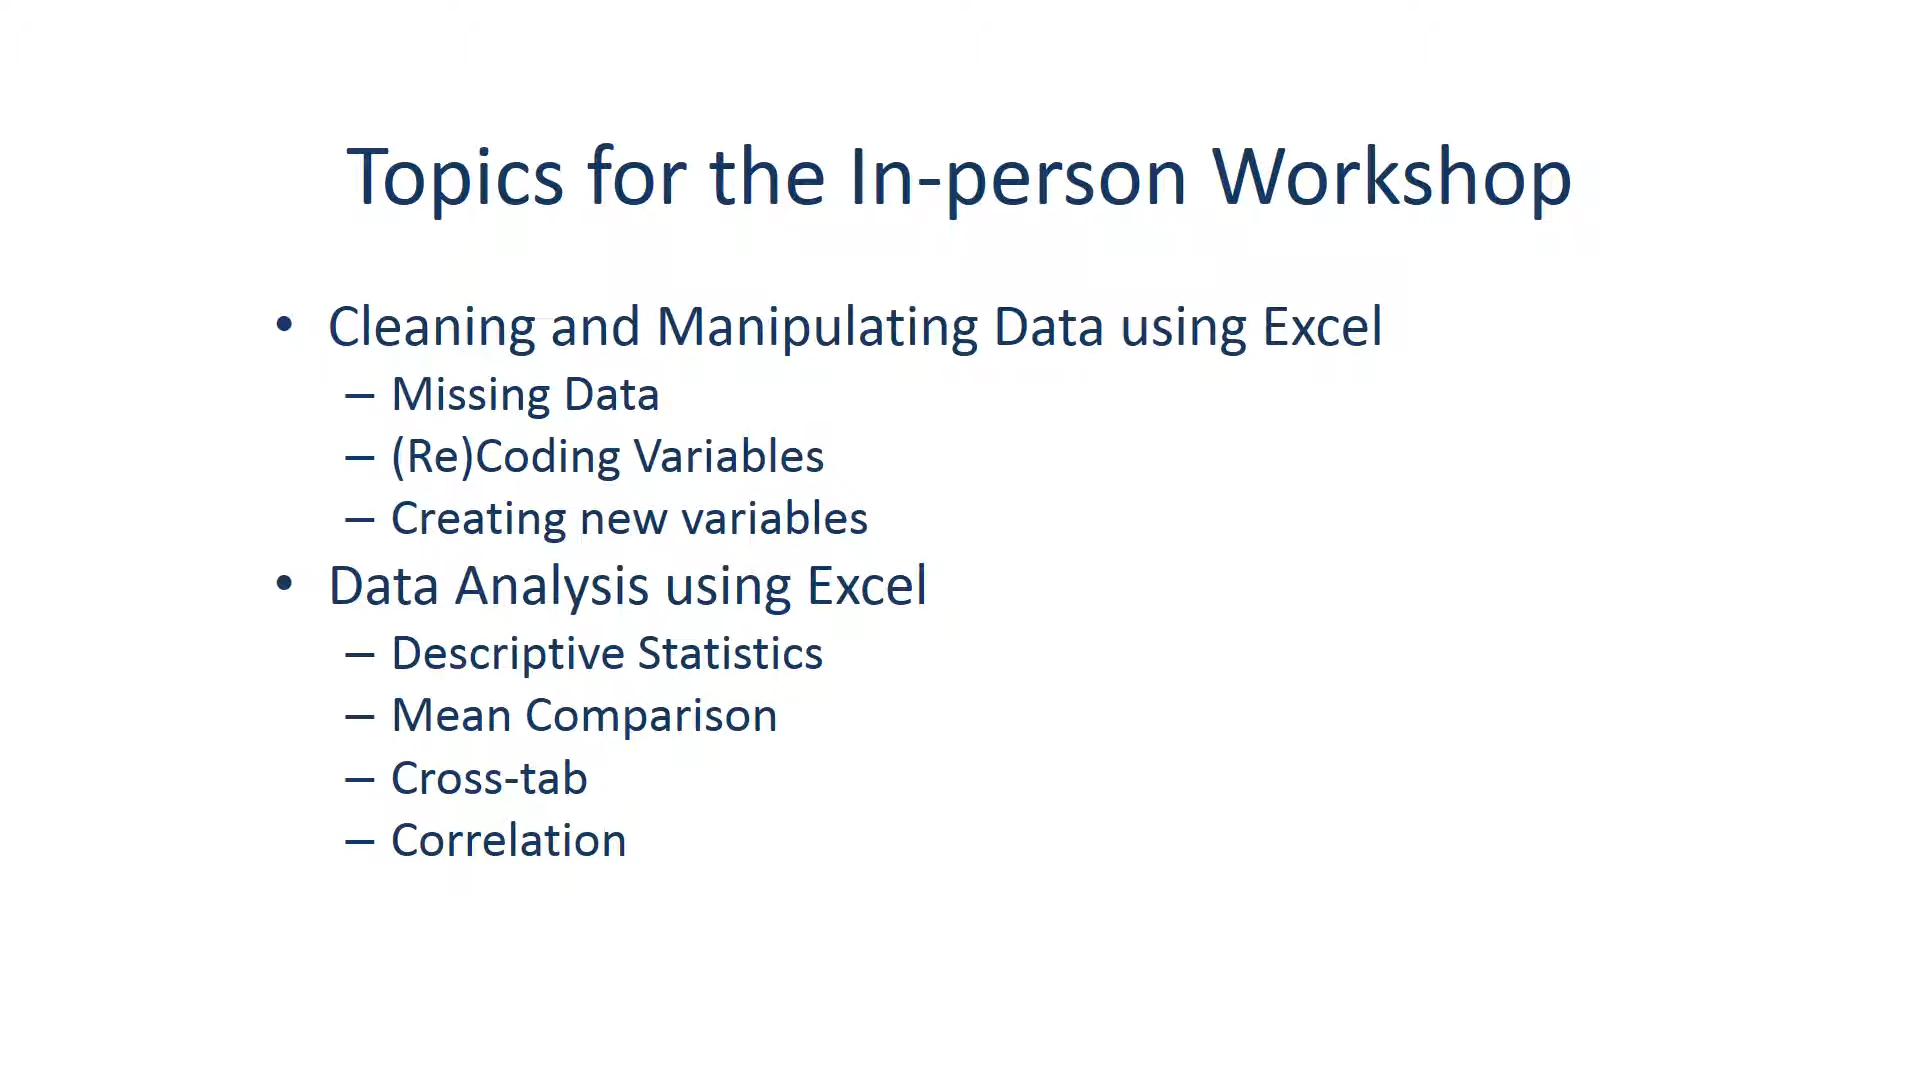 Topics for the In-person Workshop
• Cleaning and Manipulating Data using Excel
– Missing Data
– (Re)Coding Variables
– Creating new variables
• Data Analysis using Excel
– Descriptive Statistics
– Mean Comparison
– Cross-tab
– Correlation